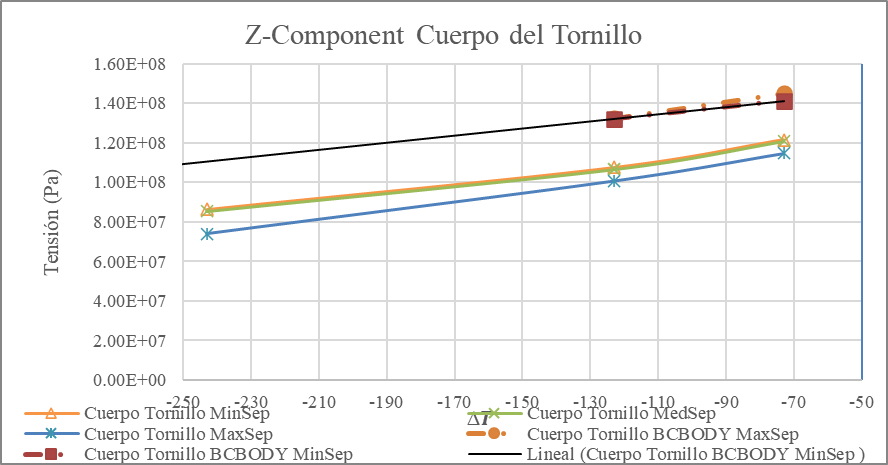 Z-Component Cuerpo del Tornillo
1.60E+08
1.40E+08
1.20E+08
1.00E+08
8.00E+07
6.00E+07
4.00E+07
2.00E+07
0.00E+00
Tensión (Pa)
-250 -230 -210 -190 -170 -150 -130 -110 -90 -70 -50
ΔT
Cuerpo Tornillo MinSep
Cuerpo Tornillo MedSep
Cuerpo Tornillo MaxSep
Cuerpo Tornillo BCBODY MaxSep
Cuerpo Tornillo BCBODY MinSep
Lineal (Cuerpo Tornillo BCBODY MinSep )